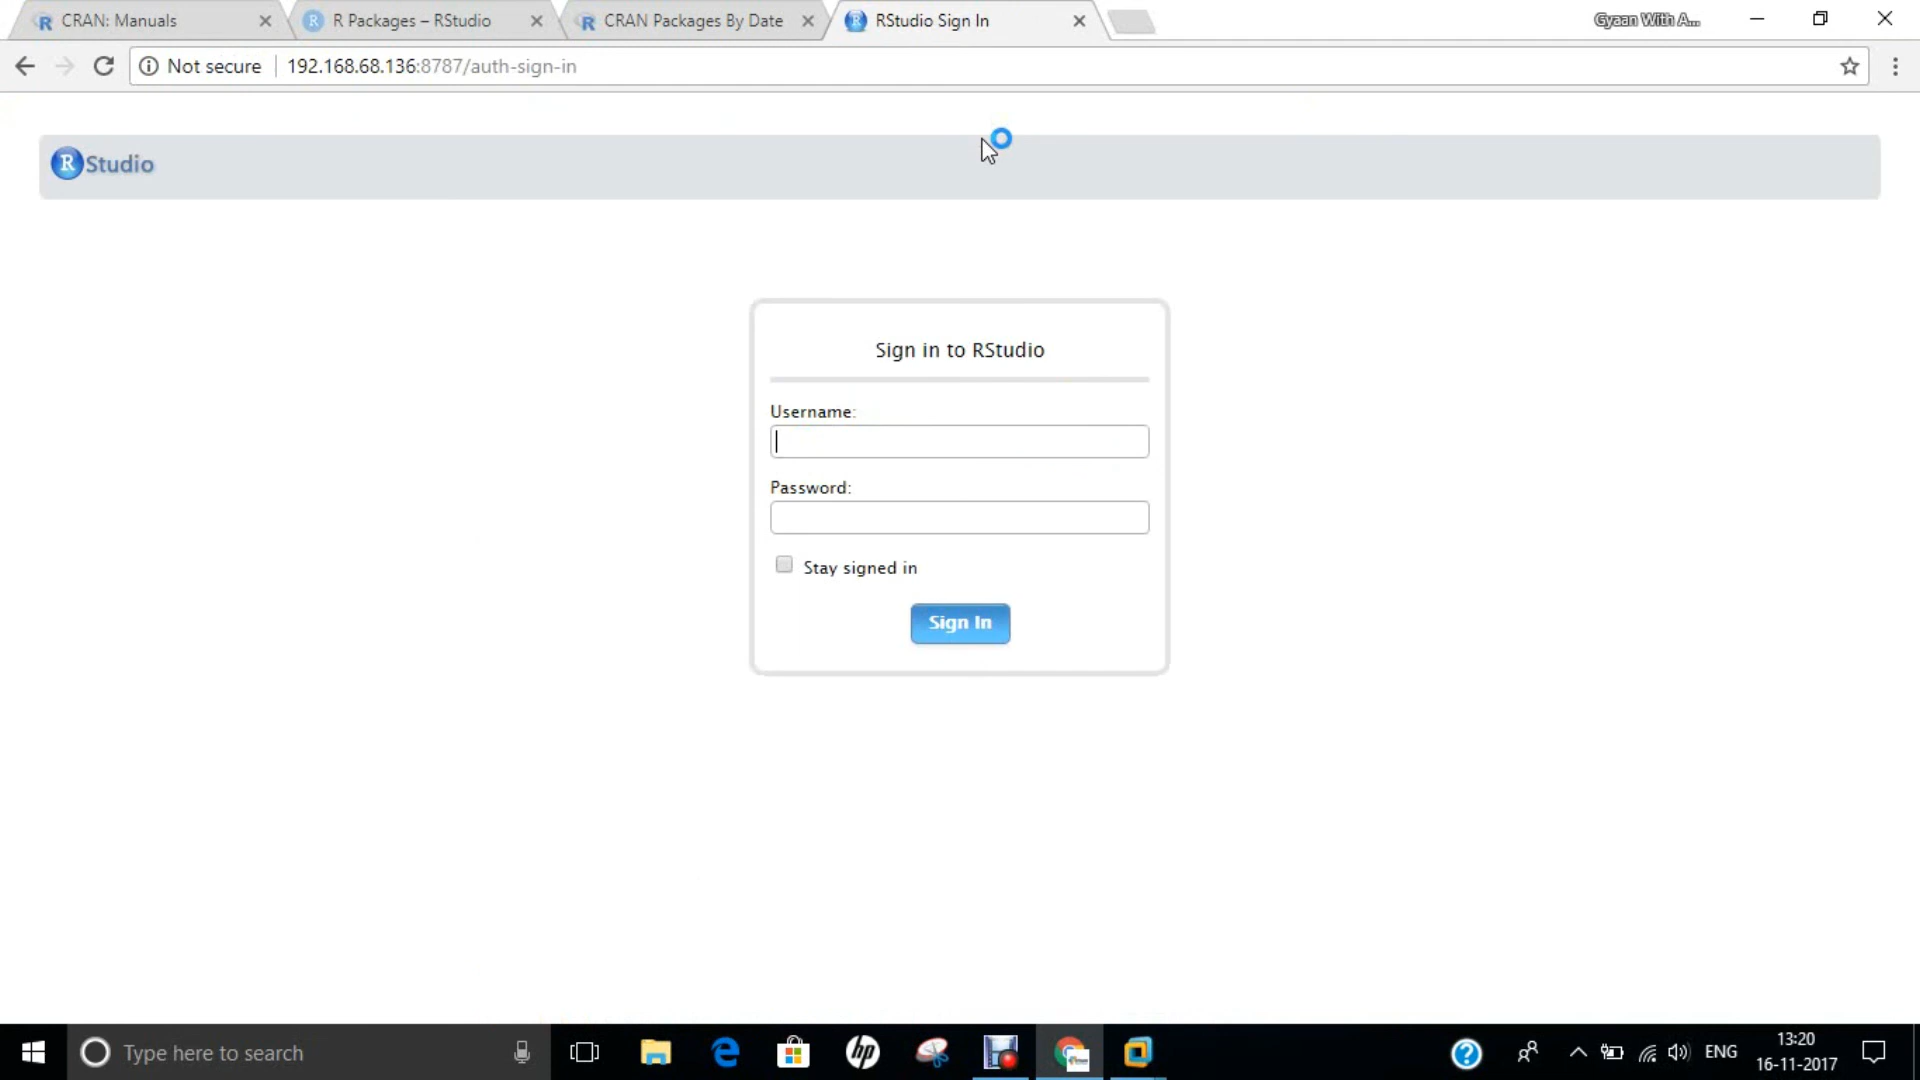 CRAN: Manuals
R Packages – RStudio
CRAN Packages By Date
RStudio Sign In
Gyaan With A...
Not secure
192.168.68.136:8787/auth-sign-in
R Studio
Sign in to RStudio
Username:
Password:
Stay signed in
Sign In
Type here to search
ENG
13:20
16-11-2017